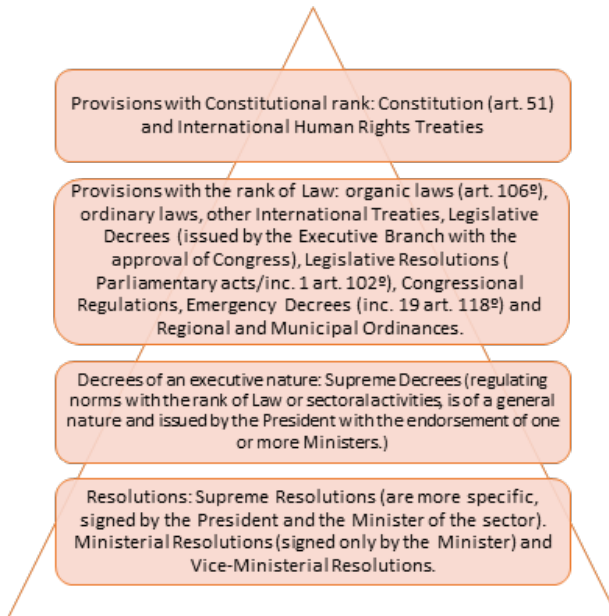 Provisions with Constitutional rank: Constitution (art. 51)
and International Human Rights Treaties
Provisions with the rank of Law: organic laws (art. 106º),
ordinary laws, other International Treaties, Legislative
Decrees (issued by the Executive Branch with the
approval of Congress), Legislative Resolutions (
Parliamentary acts/inc. 1 art. 102º), Congressional
Regulations, Emergency Decrees (inc. 19 art. 118º) and
Regional and Municipal Ordinances.
Decrees of an executive nature: Supreme Decrees (regulating
norms with the rank of Law or sectoral activities, is of a general
nature and issued by the President with the endorsement of one
or more Ministers.)
Resolutions: Supreme Resolutions (are more specific,
signed by the President and the Minister of the sector).
Ministerial Resolutions (signed only by the Minister) and
Vice-Ministerial Resolutions.